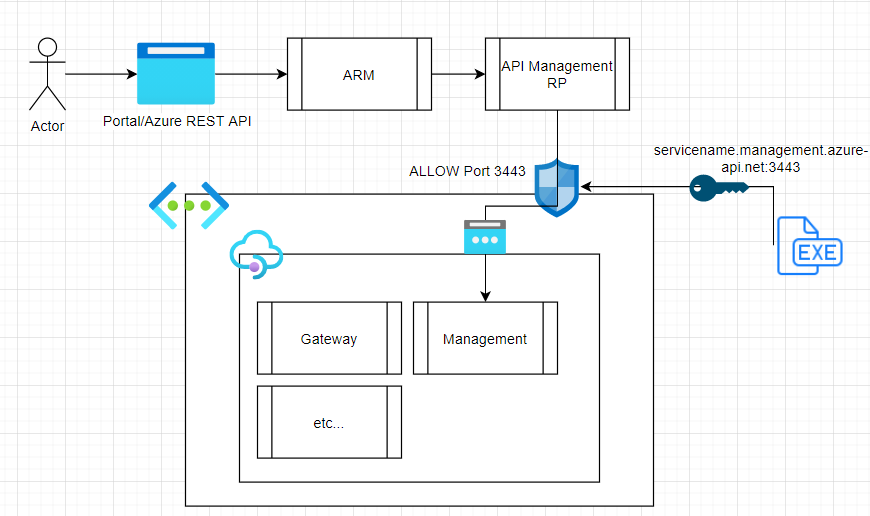 ARM
API Management
RP
Portal/Azure REST API
Actor
servicename.management.azure-
api.net:3443
ALLOW Port 3443
EXE
Gateway
Management
etc...